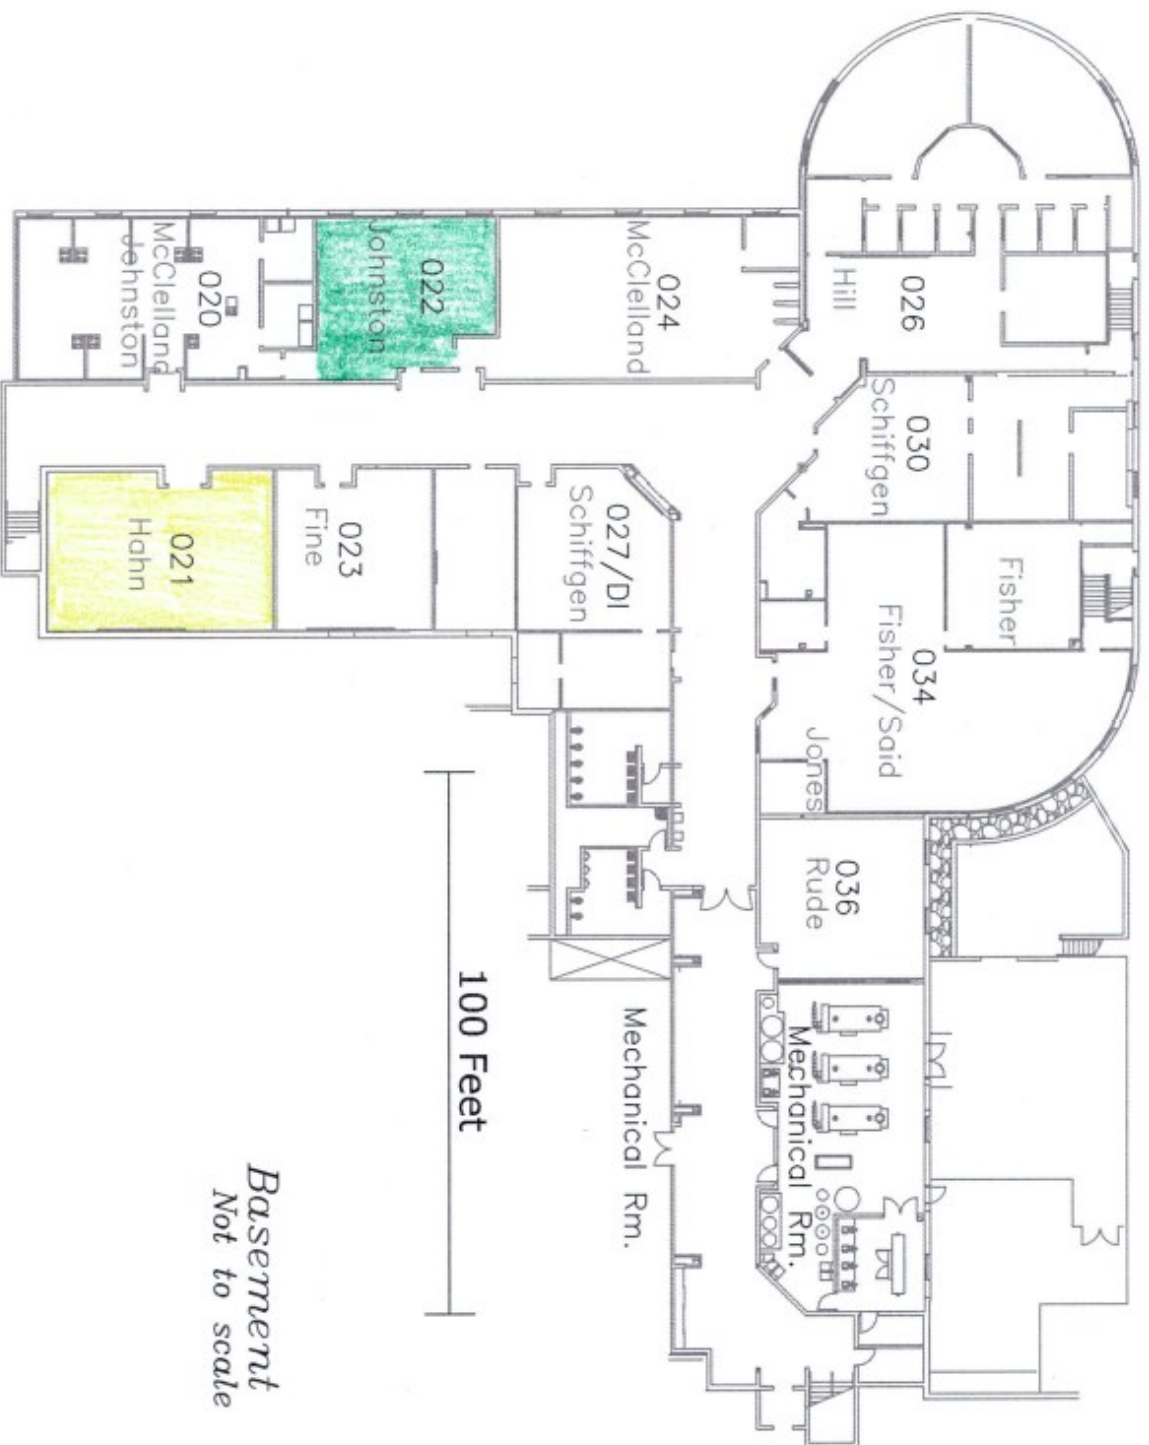 026
Hill
024
McClelland
022
Johnston
020
McClelland
Johnston
030
Schiffgen
Fisher
034
Fisher/Said
Jones
027/DI
Schiffgen
023
Fine
021
Hahn
036
Rude
Mechanical Rm.
Mechanical Rm.
100 Feet
Basement
Not to scale